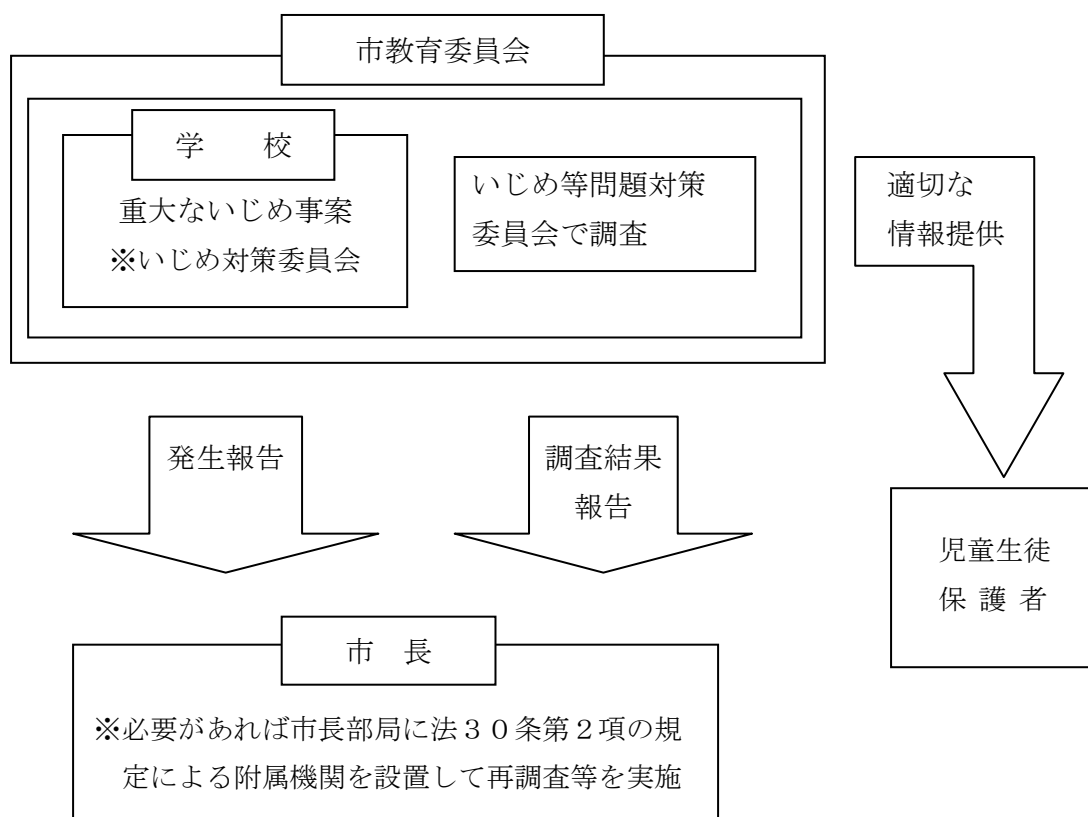 市教育委員会
学　　校
重大ないじめ事案
※いじめ対策委員会
いじめ等問題対策
委員会で調査
適切な
情報提供
発生報告
調査結果
報告
児童生徒
保 護 者
市　長
※必要があれば市長部局に法３０条第２項の規
定による附属機関を設置して再調査等を実施